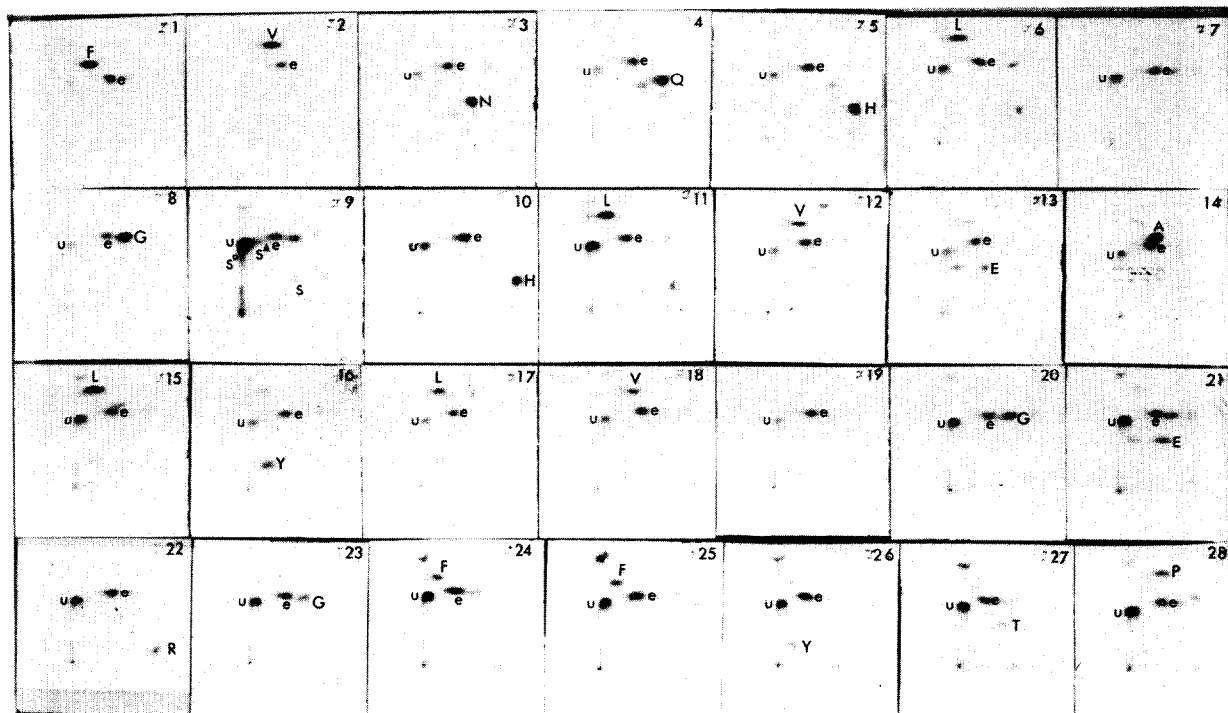 1
F
e
2
V
e
3
u e
N
4
u e
Q
5
u e
H
6
L
u e
7
u e
8
u e G
9
u e
S S
S
10
u e
H
11
L
u e
12
V
u e
13
u e
E
14
A
u e
15
L
u e
16
u e
Y
17
L
u e
18
V
u e
19
u e
20
u e G
21
u e
E
22
u e
R
23
u e G
24
F
u e
25
F
u e
26
u e
Y
27
u e
T
28
P
u e